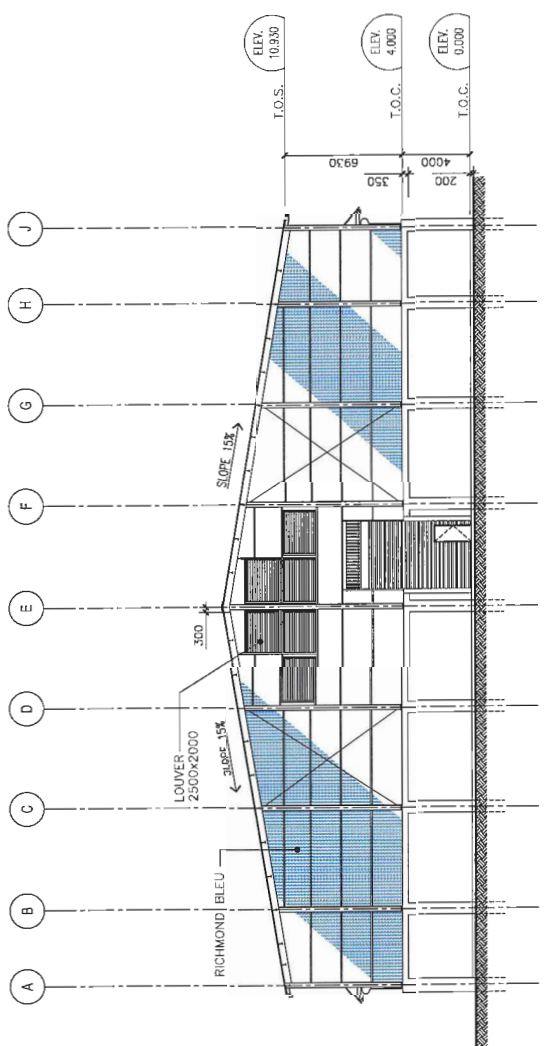 A
B
C
D
E
F
G
H
J
LOUVER
2500x2000
300
SLOPE 15%
SLOPE 15%
RICHMOND BLEU
ELEV.
10.930
T.O.S.
ELEV.
4.000
T.O.C.
ELEV.
0.000
T.O.C.
6930
350
4000
200